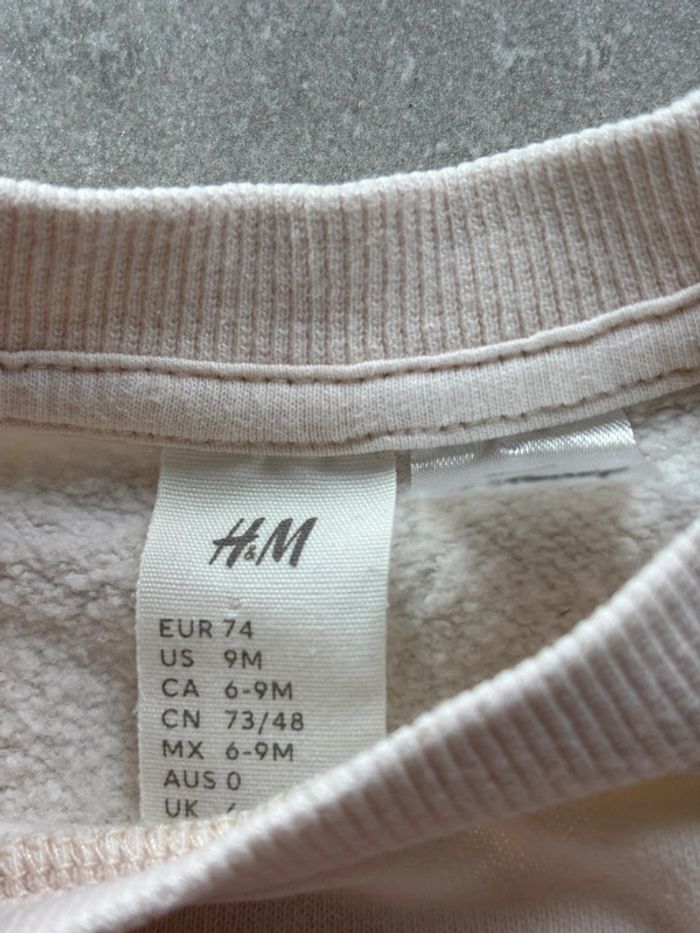 H&M
EUR 74
US 9M
CA 6-9M
CN 73/48
MX 6-9M
AUS 0
UK